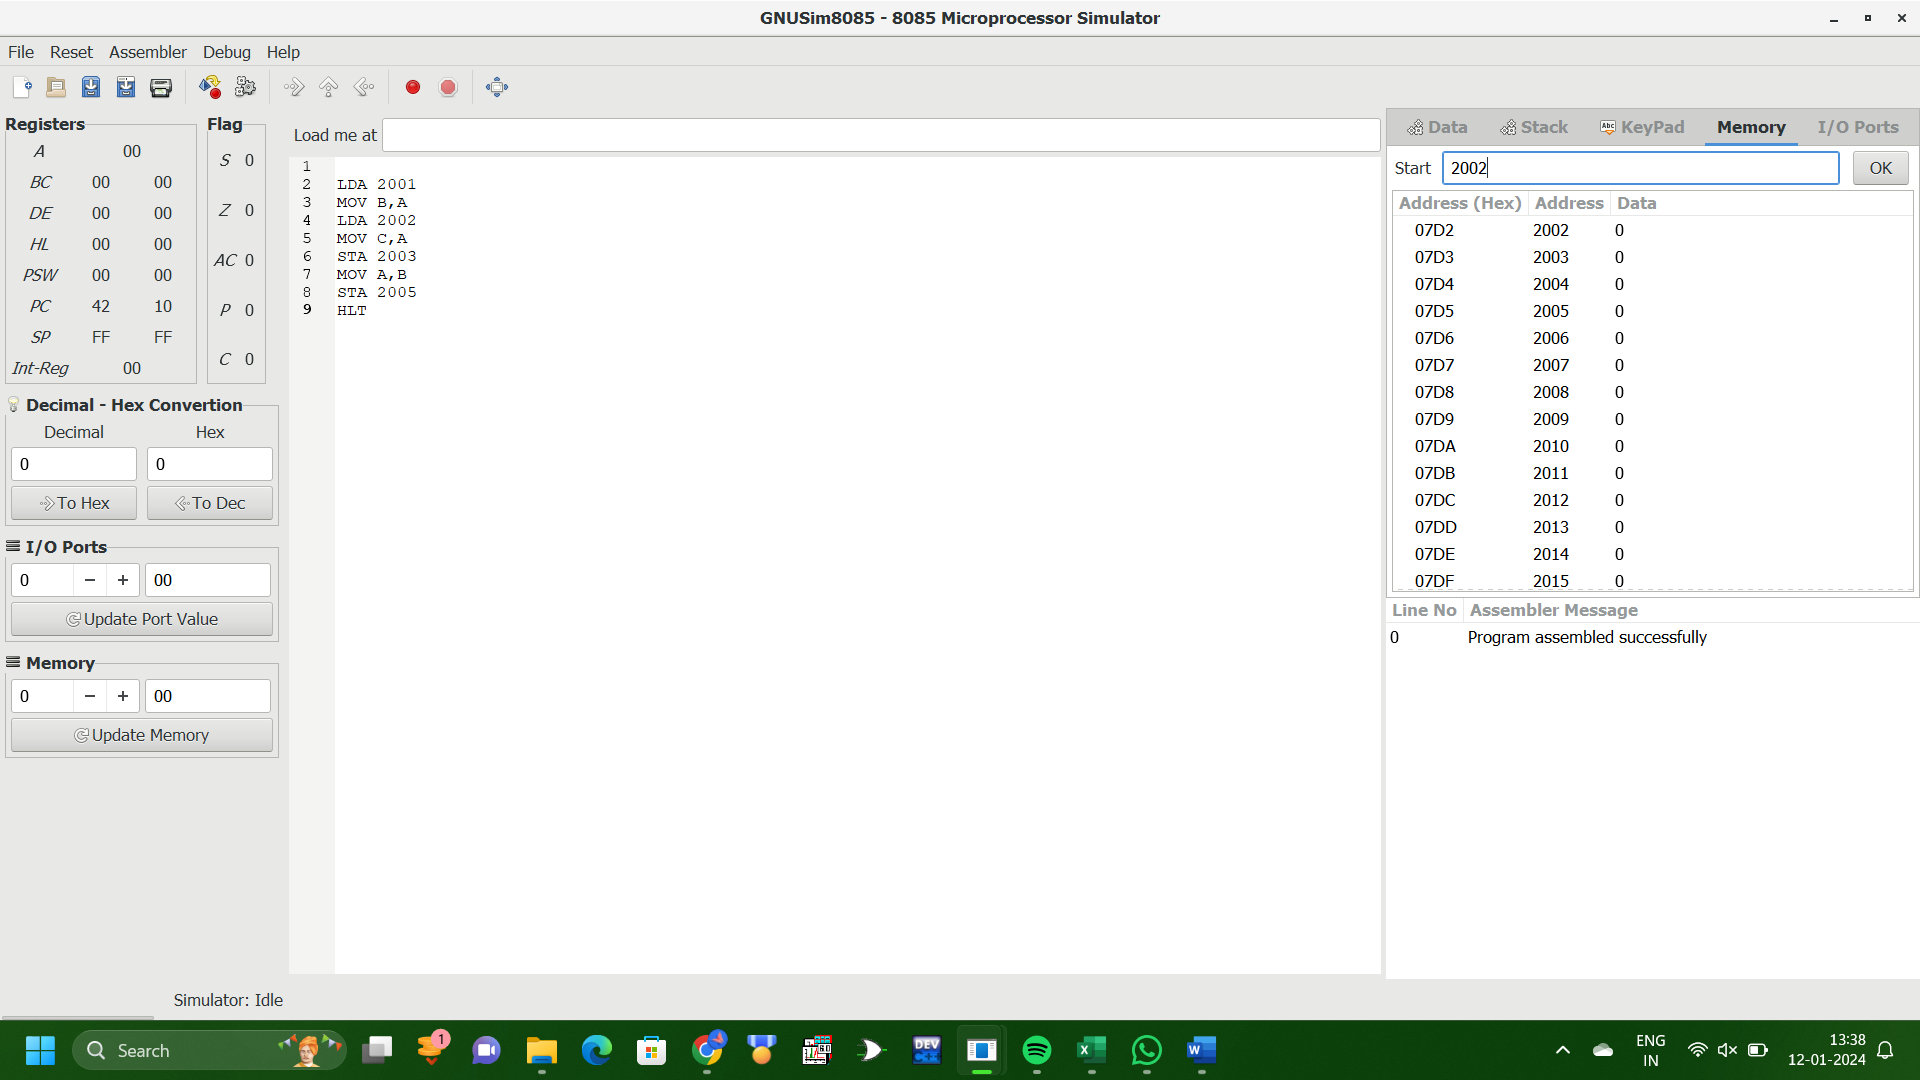 GNUSim8085 - 8085 Microprocessor Simulator
File Reset Assembler Debug Help
Registers
A 00
BC 00 00
DE 00 00
HL 00 00
PSW 00 00
PC 42 10
SP FF FF
Int-Reg 00
Flag
S 0
Z 0
AC 0
P 0
C 0
Decimal - Hex Convertion
Decimal Hex
0 0
To Hex To Dec
I/O Ports
0 − + 00
Update Port Value
Memory
0 − + 00
Update Memory
Load me at
1
2 LDA 2001
3 MOV B,A
4 LDA 2002
5 MOV C,A
6 STA 2003
7 MOV A,B
8 STA 2005
9 HLT
Data Stack Abc KeyPad Memory I/O Ports
Start 2002 OK
Address (Hex) Address Data
07D2 2002 0
07D3 2003 0
07D4 2004 0
07D5 2005 0
07D6 2006 0
07D7 2007 0
07D8 2008 0
07D9 2009 0
07DA 2010 0
07DB 2011 0
07DC 2012 0
07DD 2013 0
07DE 2014 0
07DF 2015 0
Line No Assembler Message
0 Program assembled successfully
Simulator: Idle
Search
1
DEV
C++
ENG
IN
13:38
12-01-2024